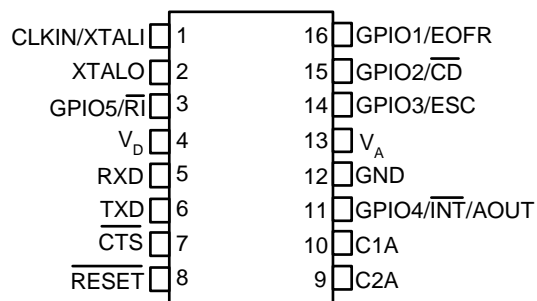 CLKIN/XTALI 1 16 GPIO1/EOFR
XTALO 2 15 GPIO2/CD
GPIO5/RI 3 14 GPIO3/ESC
VD 4 13 VA
RXD 5 12 GND
TXD 6 11 GPIO4/INT/AOUT
CTS 7 10 C1A
RESET 8 9 C2A